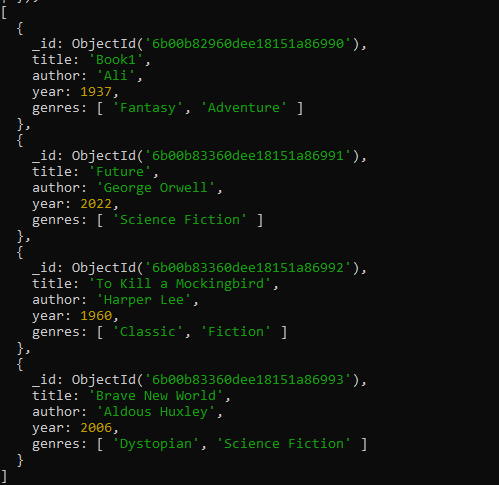 [
  {
    _id: ObjectId('6b00b82960dee18151a86990'),
    title: 'Book1',
    author: 'Ali',
    year: 1937,
    genres: [ 'Fantasy', 'Adventure' ]
  },
  {
    _id: ObjectId('6b00b83360dee18151a86991'),
    title: 'Future',
    author: 'George Orwell',
    year: 2022,
    genres: [ 'Science Fiction' ]
  },
  {
    _id: ObjectId('6b00b83360dee18151a86992'),
    title: 'To Kill a Mockingbird',
    author: 'Harper Lee',
    year: 1960,
    genres: [ 'Classic', 'Fiction' ]
  },
  {
    _id: ObjectId('6b00b83360dee18151a86993'),
    title: 'Brave New World',
    author: 'Aldous Huxley',
    year: 2006,
    genres: [ 'Dystopian', 'Science Fiction' ]
  }
]